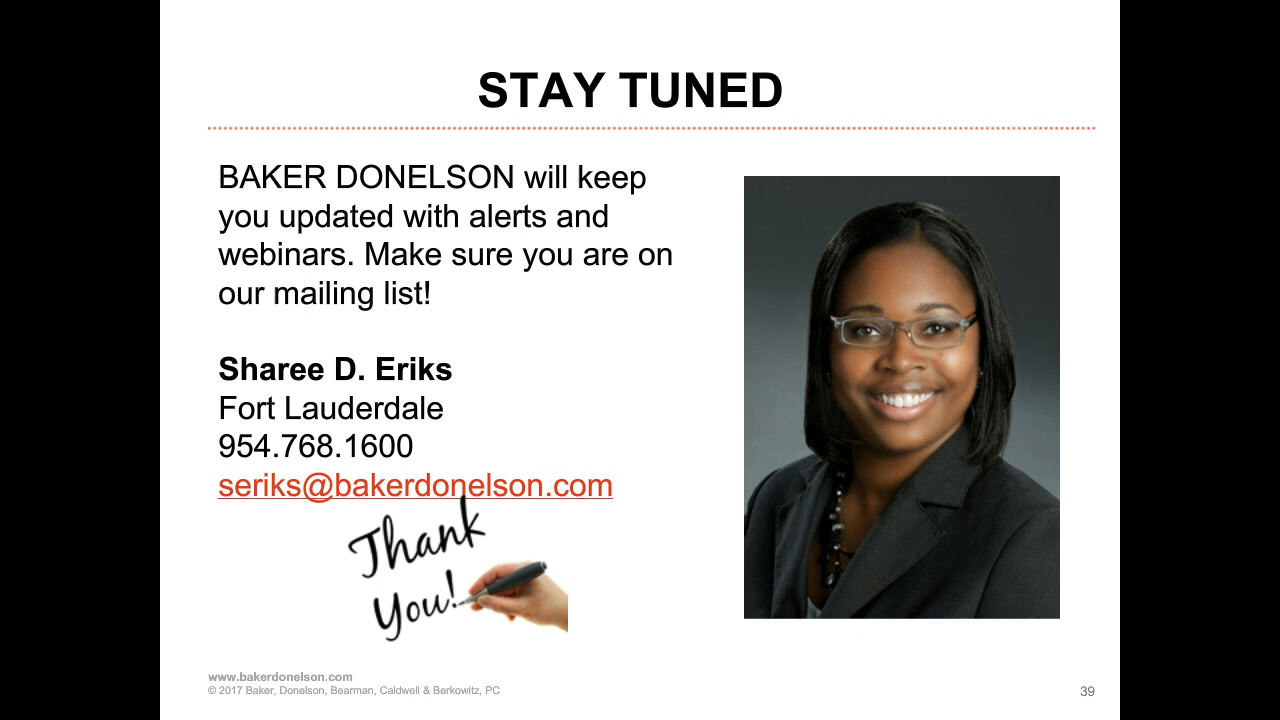 STAY TUNED
BAKER DONELSON will keep
you updated with alerts and
webinars. Make sure you are on
our mailing list!
Sharee D. Eriks
Fort Lauderdale
954.768.1600
seriks@bakerdonelson.com
Thank
You!
www.bakerdonelson.com
© 2017 Baker, Donelson, Bearman, Caldwell & Berkowitz, PC
39